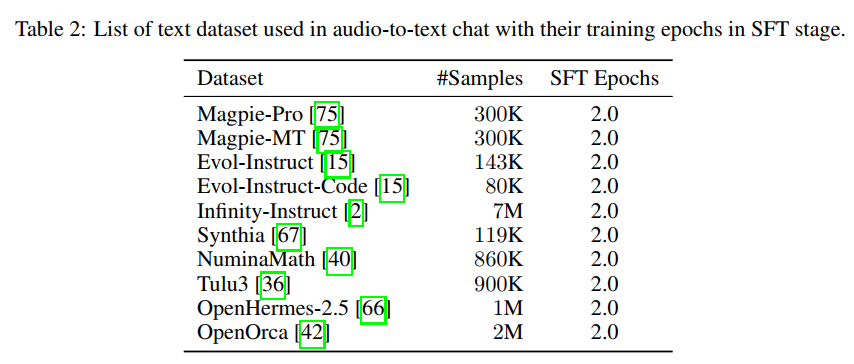 Table 2: List of text dataset used in audio-to-text chat with their training epochs in SFT stage.
Dataset #Samples SFT Epochs
Magpie-Pro [75] 300K 2.0
Magpie-MT [75] 300K 2.0
Evol-Instruct [15] 143K 2.0
Evol-Instruct-Code [15] 80K 2.0
Infinity-Instruct [2] 7M 2.0
Synthia [67] 119K 2.0
NuminaMath [40] 860K 2.0
Tulu3 [36] 900K 2.0
OpenHermes-2.5 [66] 1M 2.0
OpenOrca [42] 2M 2.0